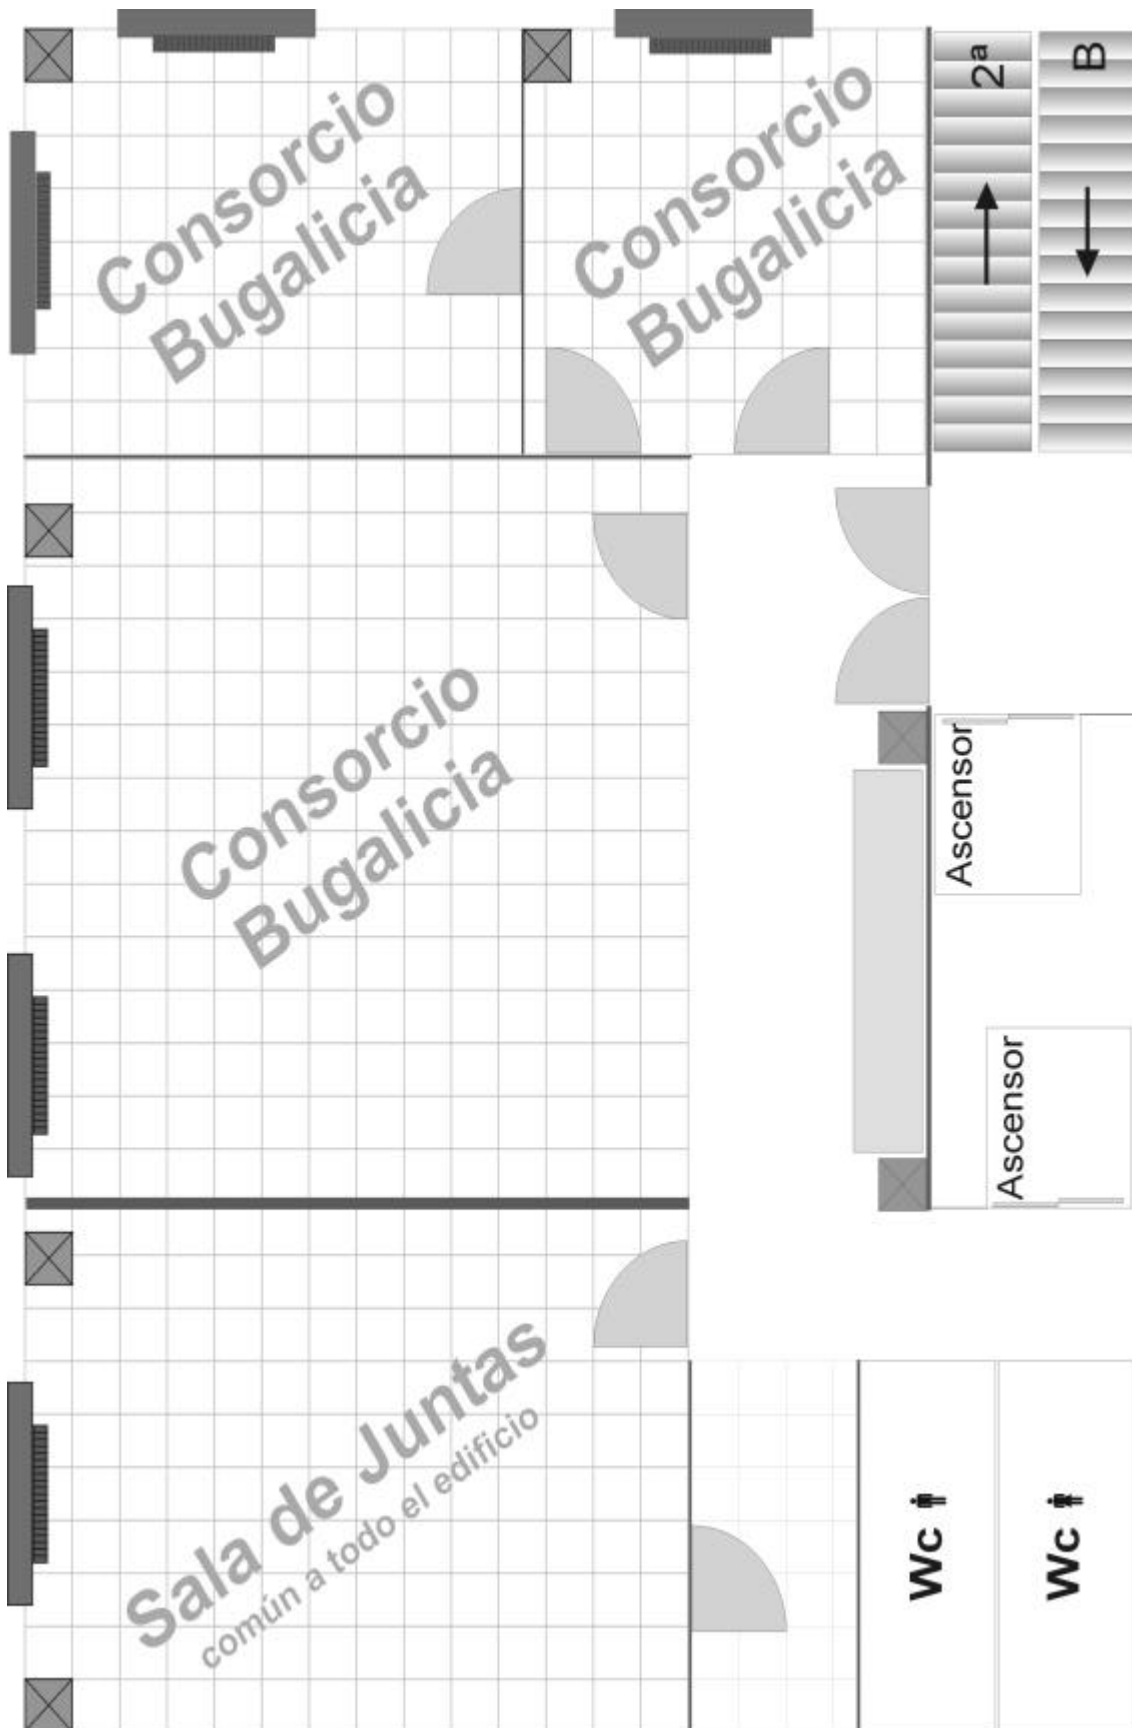 Consorcio
Bugalicia
Consorcio
Bugalicia
2ª
B
Consorcio
Bugalicia
Ascensor
Ascensor
Sala de Juntas
común a todo el edificio
Wc
Wc